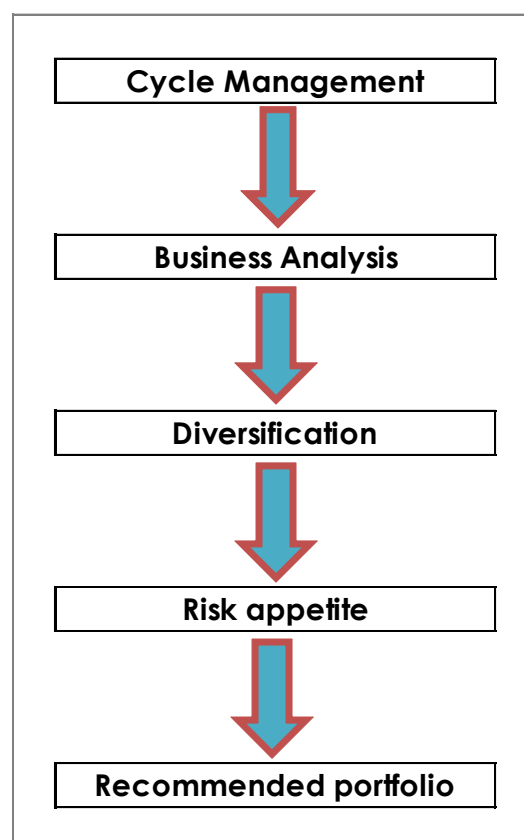 Cycle Management
Business Analysis
Diversification
Risk appetite
Recommended portfolio